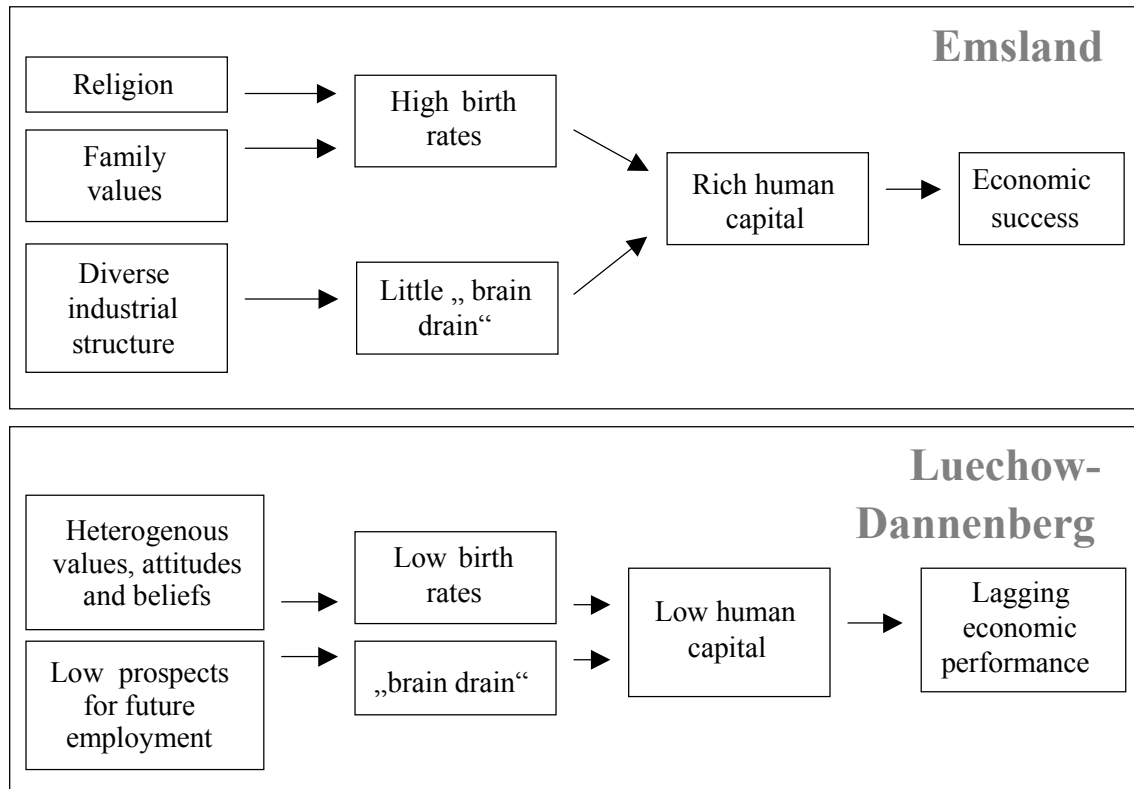 Emsland
Religion
Family
values
Diverse
industrial
structure
High birth
rates
Little „ brain
drain“
Rich human
capital
Economic
success
Luechow-
Dannenberg
Heterogenous
values, attitudes
and beliefs
Low prospects
for future
employment
Low birth
rates
„brain drain“
Low human
capital
Lagging
economic
performance